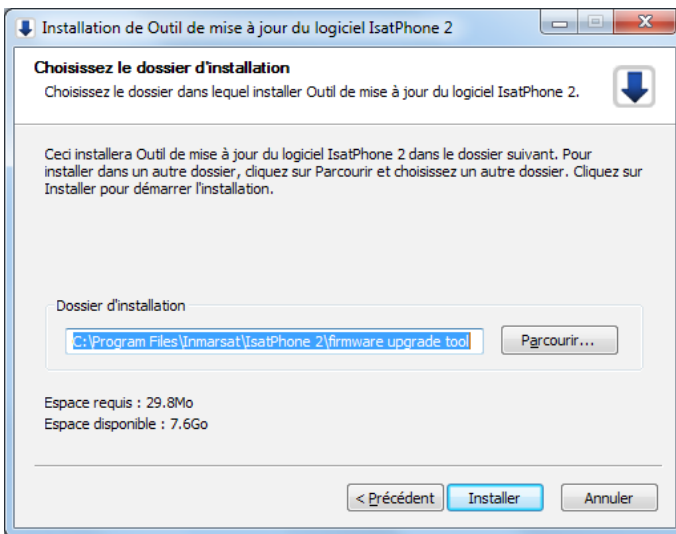 Installation de Outil de mise à jour du logiciel IsatPhone 2
Choisissez le dossier d'installation
Choisissez le dossier dans lequel installer Outil de mise à jour du logiciel IsatPhone 2.
Ceci installera Outil de mise à jour du logiciel IsatPhone 2 dans le dossier suivant. Pour
installer dans un autre dossier, cliquez sur Parcourir et choisissez un autre dossier. Cliquez sur
Installer pour démarrer l'installation.
Dossier d'installation
C:\Program Files\Inmarsat\IsatPhone 2\firmware upgrade tool
Parcourir...
Espace requis : 29.8Mo
Espace disponible : 7.6Go
< Précédent
Installer
Annuler